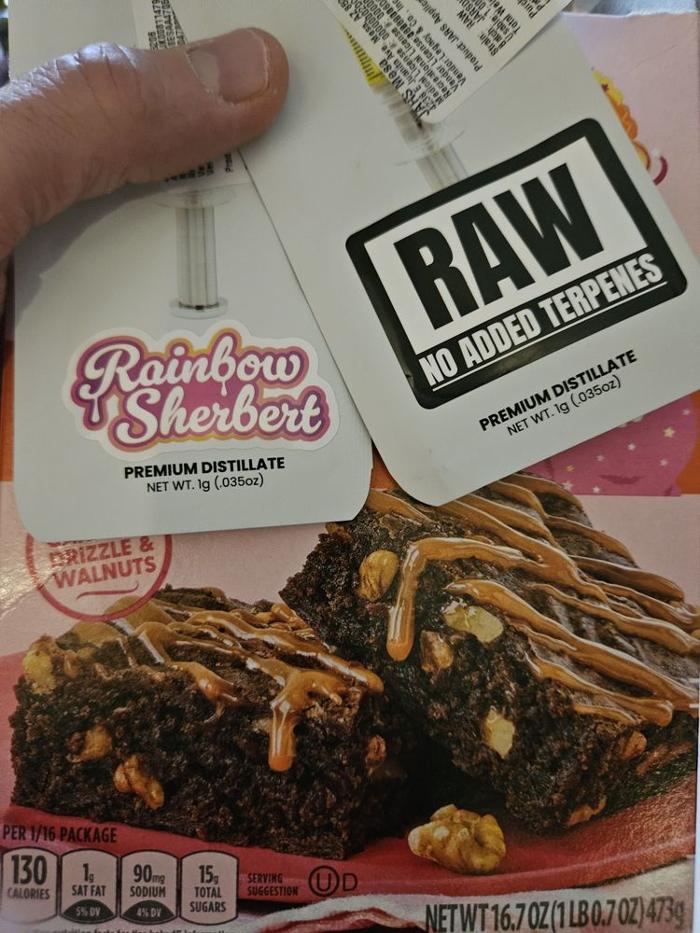 RAW
NO ADDED TERPENES
PREMIUM DISTILLATE
NET WT. 1g (.035oz)
Rainbow
Sherbert
PREMIUM DISTILLATE
NET WT. 1g (.035oz)
DRIZZLE &
WALNUTS
PER 1/16 PACKAGE
130
CALORIES
1g
SAT FAT
5% DV
90mg
SODIUM
4% DV
15g
TOTAL
SUGARS
SERVING
SUGGESTION
U D
NET WT 16.7 OZ (1 LB 0.7 OZ) 473g